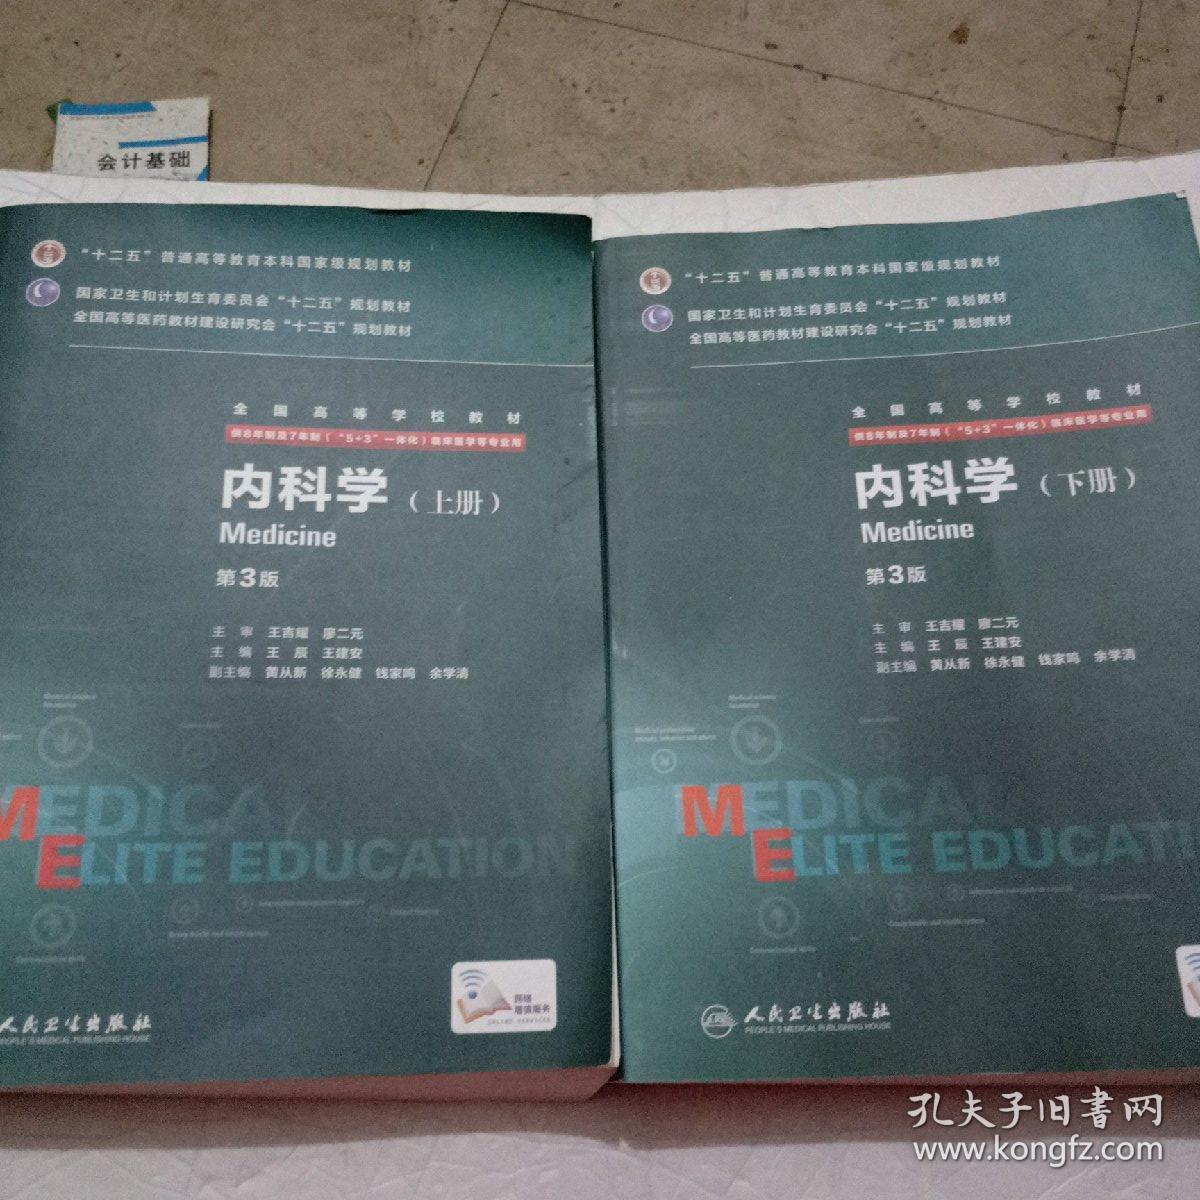 会计基础
“十二五”普通高等教育本科国家级规划教材
国家卫生和计划生育委员会“十二五”规划教材
全国高等医药教材建设研究会“十二五”规划教材
全国高等学校教材
供8年制及7年制（“5+3”一体化）临床医学等专业用
内科学（上册）
Medicine
第3版
主审 王吉耀 廖二元
主编 王辰 王建安
副主编 黄从新 徐永健 钱家鸣 余学清
Medical science
foundation
MEDICA
ELITE EDUCATION
网络
增值服务
人民卫生出版社
PEOPLE'S MEDICAL PUBLISHING HOUSE
“十二五”普通高等教育本科国家级规划教材
国家卫生和计划生育委员会“十二五”规划教材
全国高等医药教材建设研究会“十二五”规划教材
全国高等学校教材
供8年制及7年制（“5+3”一体化）临床医学等专业用
内科学（下册）
Medicine
第3版
主审 王吉耀 廖二元
主编 王辰 王建安
副主编 黄从新 徐永健 钱家鸣 余学清
Medical science
foundation
MEDICAL
ELITE EDUCATI
人民卫生出版社
PEOPLE'S MEDICAL PUBLISHING HOUSE
孔夫子旧书网
www.kongfz.com